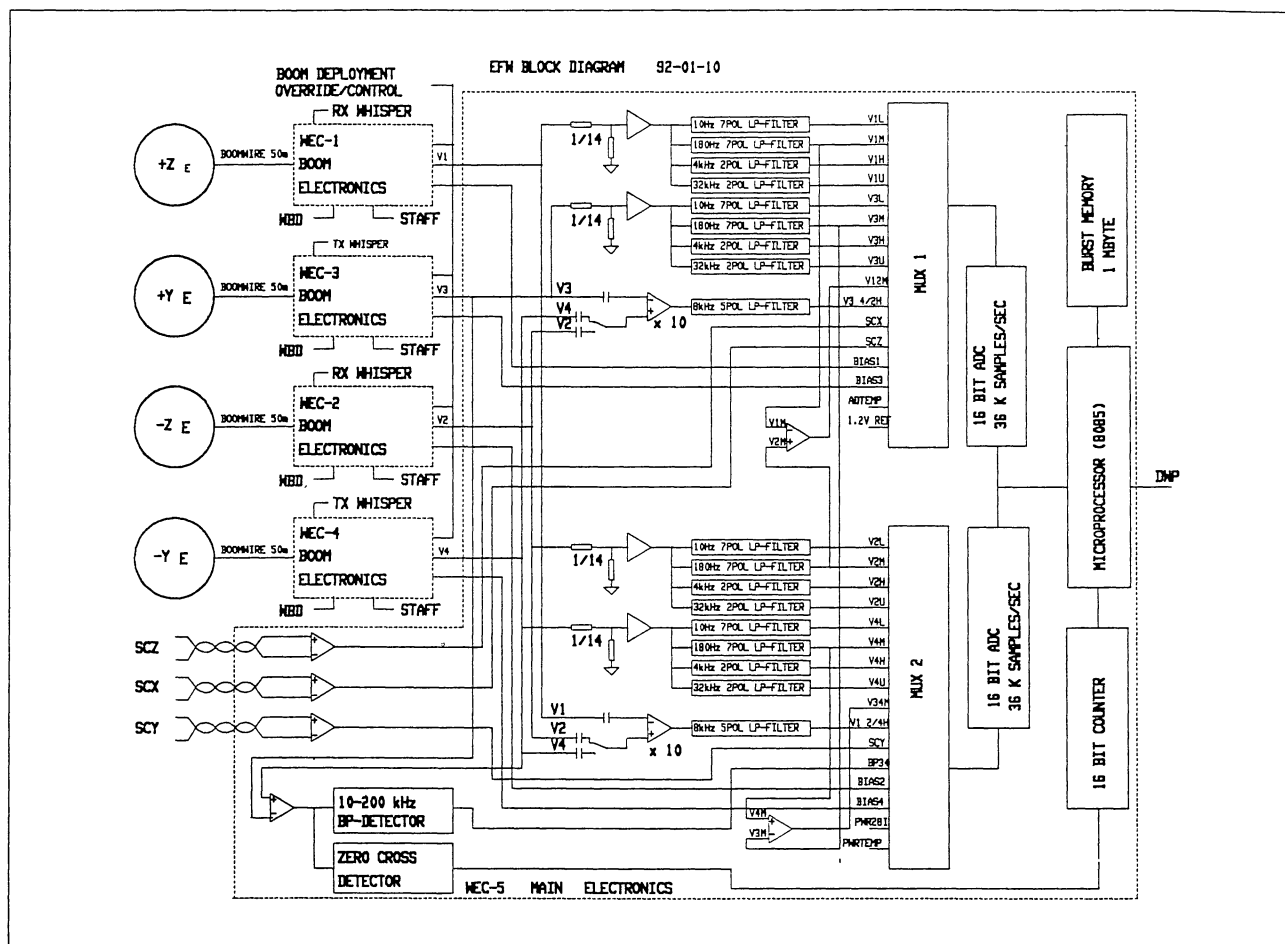 EFW BLOCK DIAGRAM 92-01-10
BOOM DEPLOYMENT
OVERRIDE/CONTROL
RX WHISPER
+Z E
BOOMWIRE 50m
WEC-1
BOOM
ELECTRONICS
V1
WBD
STAFF
TX WHISPER
+Y E
BOOMWIRE 50m
WEC-3
BOOM
ELECTRONICS
V3
WBD
STAFF
RX WHISPER
-Z E
BOOMWIRE 50m
WEC-2
BOOM
ELECTRONICS
V2
WBD
STAFF
TX WHISPER
-Y E
BOOMWIRE 50m
WEC-4
BOOM
ELECTRONICS
V4
WBD
STAFF
SCZ
SCX
SCY
+
-
+
-
+
-
+
-
10-200 kHz
BP-DETECTOR
ZERO CROSS
DETECTOR
WEC-5 MAIN ELECTRONICS
1/14
10Hz 7POL LP-FILTER
V1L
180Hz 7POL LP-FILTER
V1M
4kHz 2POL LP-FILTER
V1H
32kHz 2POL LP-FILTER
V1U
1/14
10Hz 7POL LP-FILTER
V3L
180Hz 7POL LP-FILTER
V3M
4kHz 2POL LP-FILTER
V3H
32kHz 2POL LP-FILTER
V3U
V12M
V3
V4
V2
-
+
x 10
8kHz 5POL LP-FILTER
V3 4/2H
SCX
SCZ
BIAS1
BIAS3
ADTEMP
1.2V REF
V1M
V2M
-
+
MUX 1
1/14
10Hz 7POL LP-FILTER
V2L
180Hz 7POL LP-FILTER
V2M
4kHz 2POL LP-FILTER
V2H
32kHz 2POL LP-FILTER
V2U
1/14
10Hz 7POL LP-FILTER
V4L
180Hz 7POL LP-FILTER
V4M
4kHz 2POL LP-FILTER
V4H
32kHz 2POL LP-FILTER
V4U
V34M
V1
V2
V4
-
+
x 10
8kHz 5POL LP-FILTER
V1 2/4H
SCY
BP34
BIAS2
BIAS4
PWR28I
PWRTEMP
V4M
V3M
+
-
MUX 2
16 BIT ADC
36 K SAMPLES/SEC
16 BIT ADC
36 K SAMPLES/SEC
BURST MEMORY
1 MBYTE
MICROPROCESSOR (8085)
DWP
16 BIT COUNTER